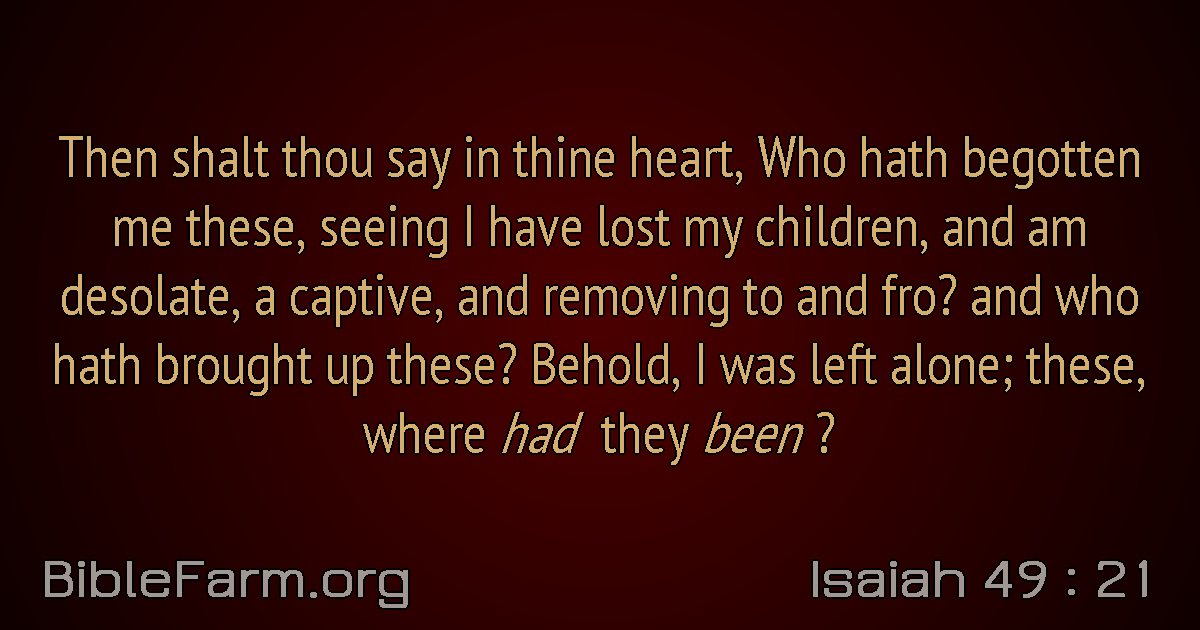 Then shalt thou say in thine heart, Who hath begotten
me these, seeing I have lost my children, and am
desolate, a captive, and removing to and fro? and who
hath brought up these? Behold, I was left alone; these,
where had they been ?
BibleFarm.org
Isaiah 49 : 21